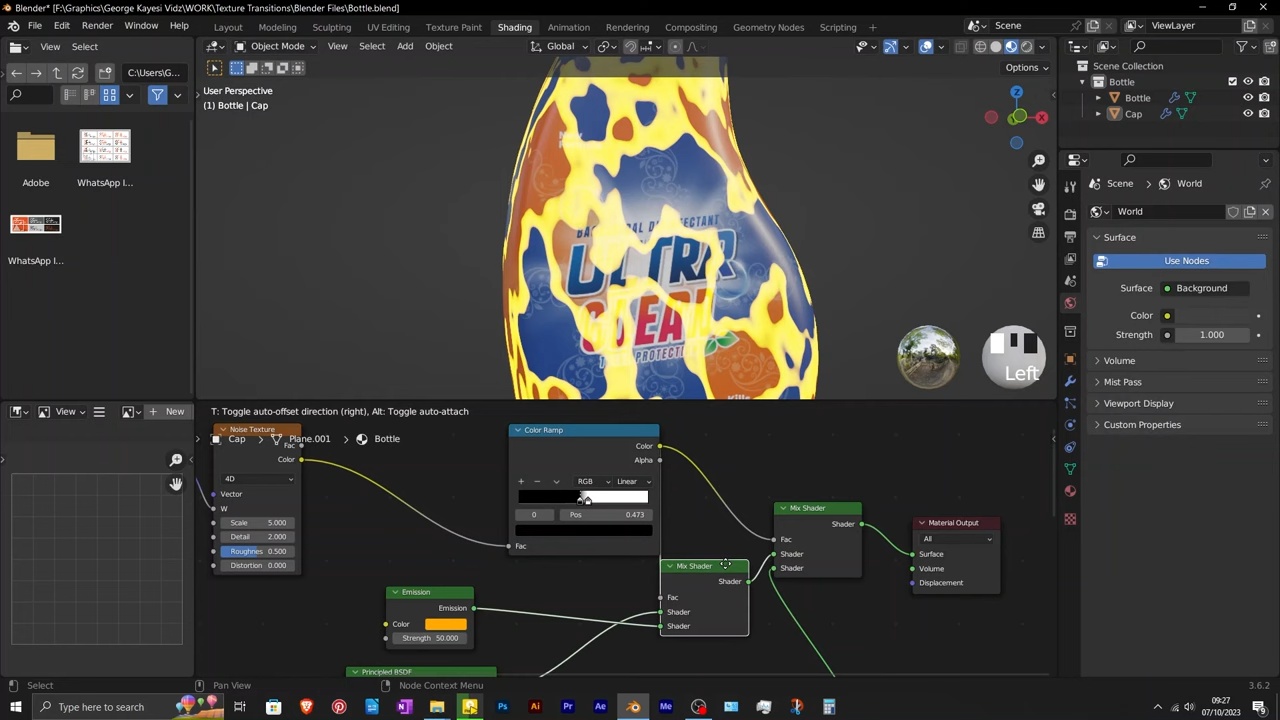 Blender* [F:\Graphics\George Kayesi Vidz\WORK\Texture Transitions\Blender Files\Bottle.blend]
File Edit Render Window Help Layout Modeling Sculpting UV Editing Texture Paint Shading Animation Rendering Compositing Geometry Nodes Scripting Scene ViewLayer
View Select Object Mode View Select Add Object Global
C:\Users\G... Options
User Perspective
(1) Bottle | Cap
Scene Collection
Bottle
Bottle
Cap
Adobe WhatsApp I...
WhatsApp I...
Scene World
World
Surface
Use Nodes
Surface Background
Color
Strength 1.000
Volume
Mist Pass
Viewport Display
Custom Properties
New
ULTRA
CLEAN
Kills
Left
View New
T: Toggle auto-offset direction (right), Alt: Toggle auto-attach
Cap Plane.001 Bottle
Noise Texture
Fac
Color
4D
Vector
W
Scale 5.000
Detail 2.000
Roughnes 0.500
Distortion 0.000
Color Ramp
Color
Alpha
RGB Linear
0 Pos 0.473
Fac
Emission
Emission
Color
Strength 50.000
Principled BSDF
Mix Shader
Shader
Fac
Shader
Shader
Mix Shader
Shader
Fac
Shader
Shader
Material Output
All
Surface
Volume
Displacement
Select Pan View Node Context Menu 3.6.2
Type here to search
09:27
07/10/2023